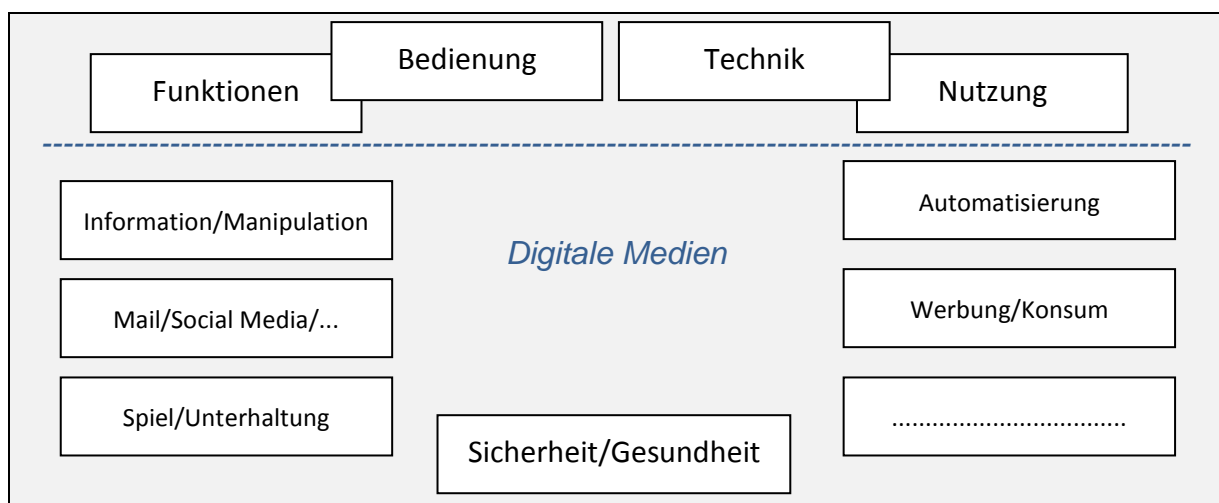 Bedienung
Technik
Funktionen
Nutzung
Information/Manipulation
Automatisierung
Digitale Medien
Mail/Social Media/...
Werbung/Konsum
Spiel/Unterhaltung
..................................
Sicherheit/Gesundheit